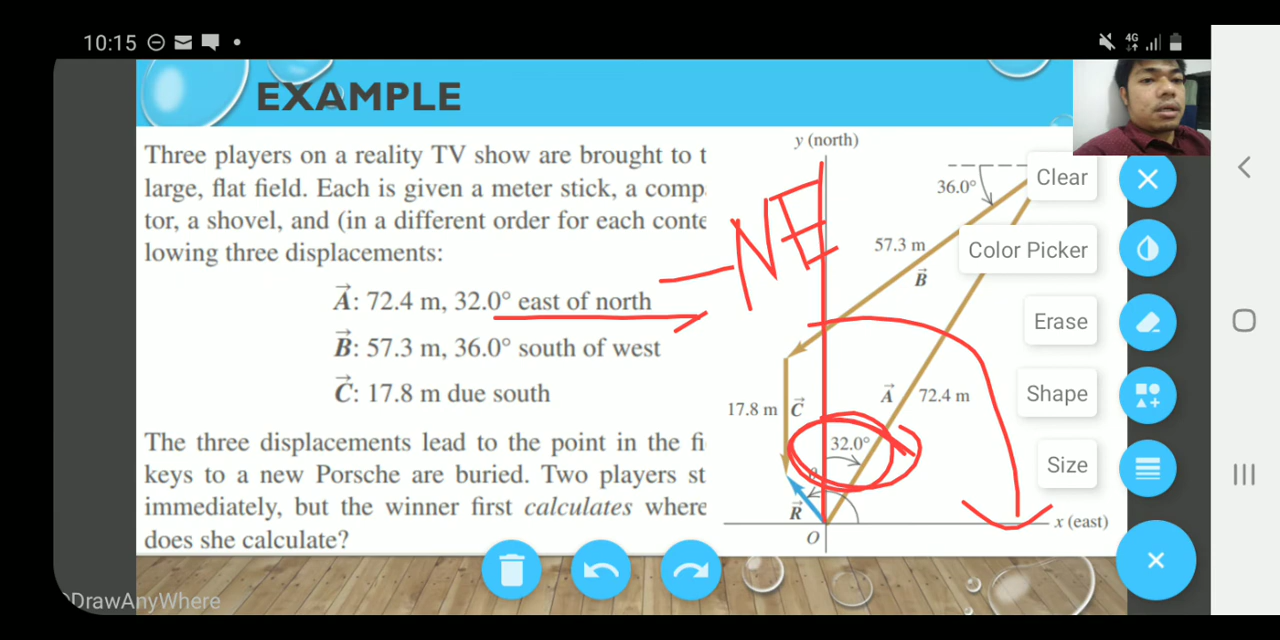 10:15
4G
EXAMPLE
Three players on a reality TV show are brought to t
large, flat field. Each is given a meter stick, a comp
tor, a shovel, and (in a different order for each conte
lowing three displacements:
A: 72.4 m, 32.0° east of north
B: 57.3 m, 36.0° south of west
C: 17.8 m due south
The three displacements lead to the point in the fi
keys to a new Porsche are buried. Two players st
immediately, but the winner first calculates where
does she calculate?
y (north)
36.0°
57.3 m
B
NE
17.8 m
C
A
72.4 m
32.0°
θ
R
O
x (east)
Clear
Color Picker
Erase
Shape
Size
DrawAnyWhere